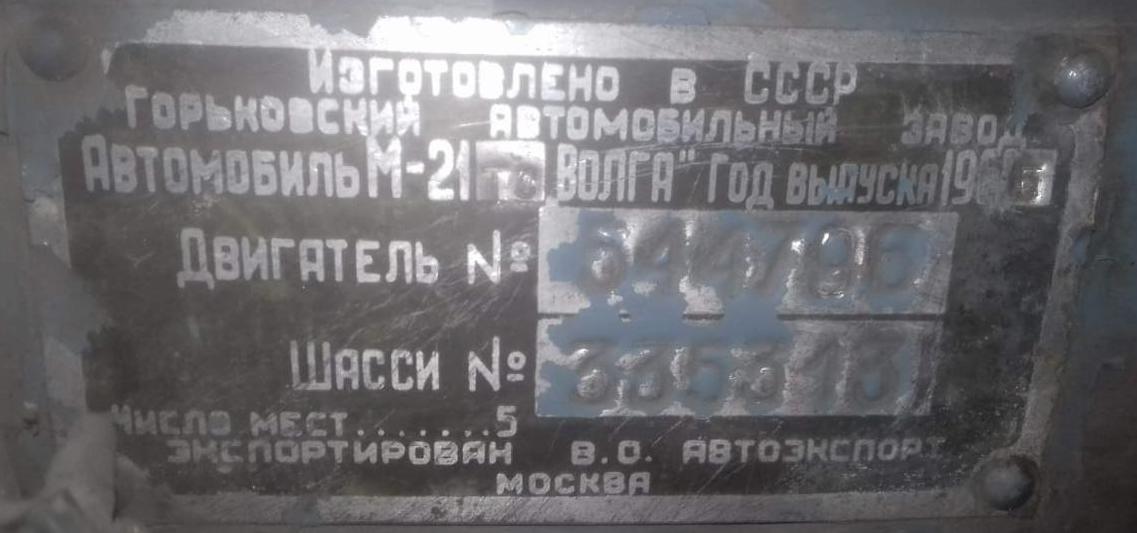 Изготовлено в СССР
Горьковский автомобильный завод
Автомобиль М-21 Волга" Год выпуска
Двигатель №
Шасси № 335313
Число мест.......5
Экспортирован В.О. Автоэкспорт
Москва